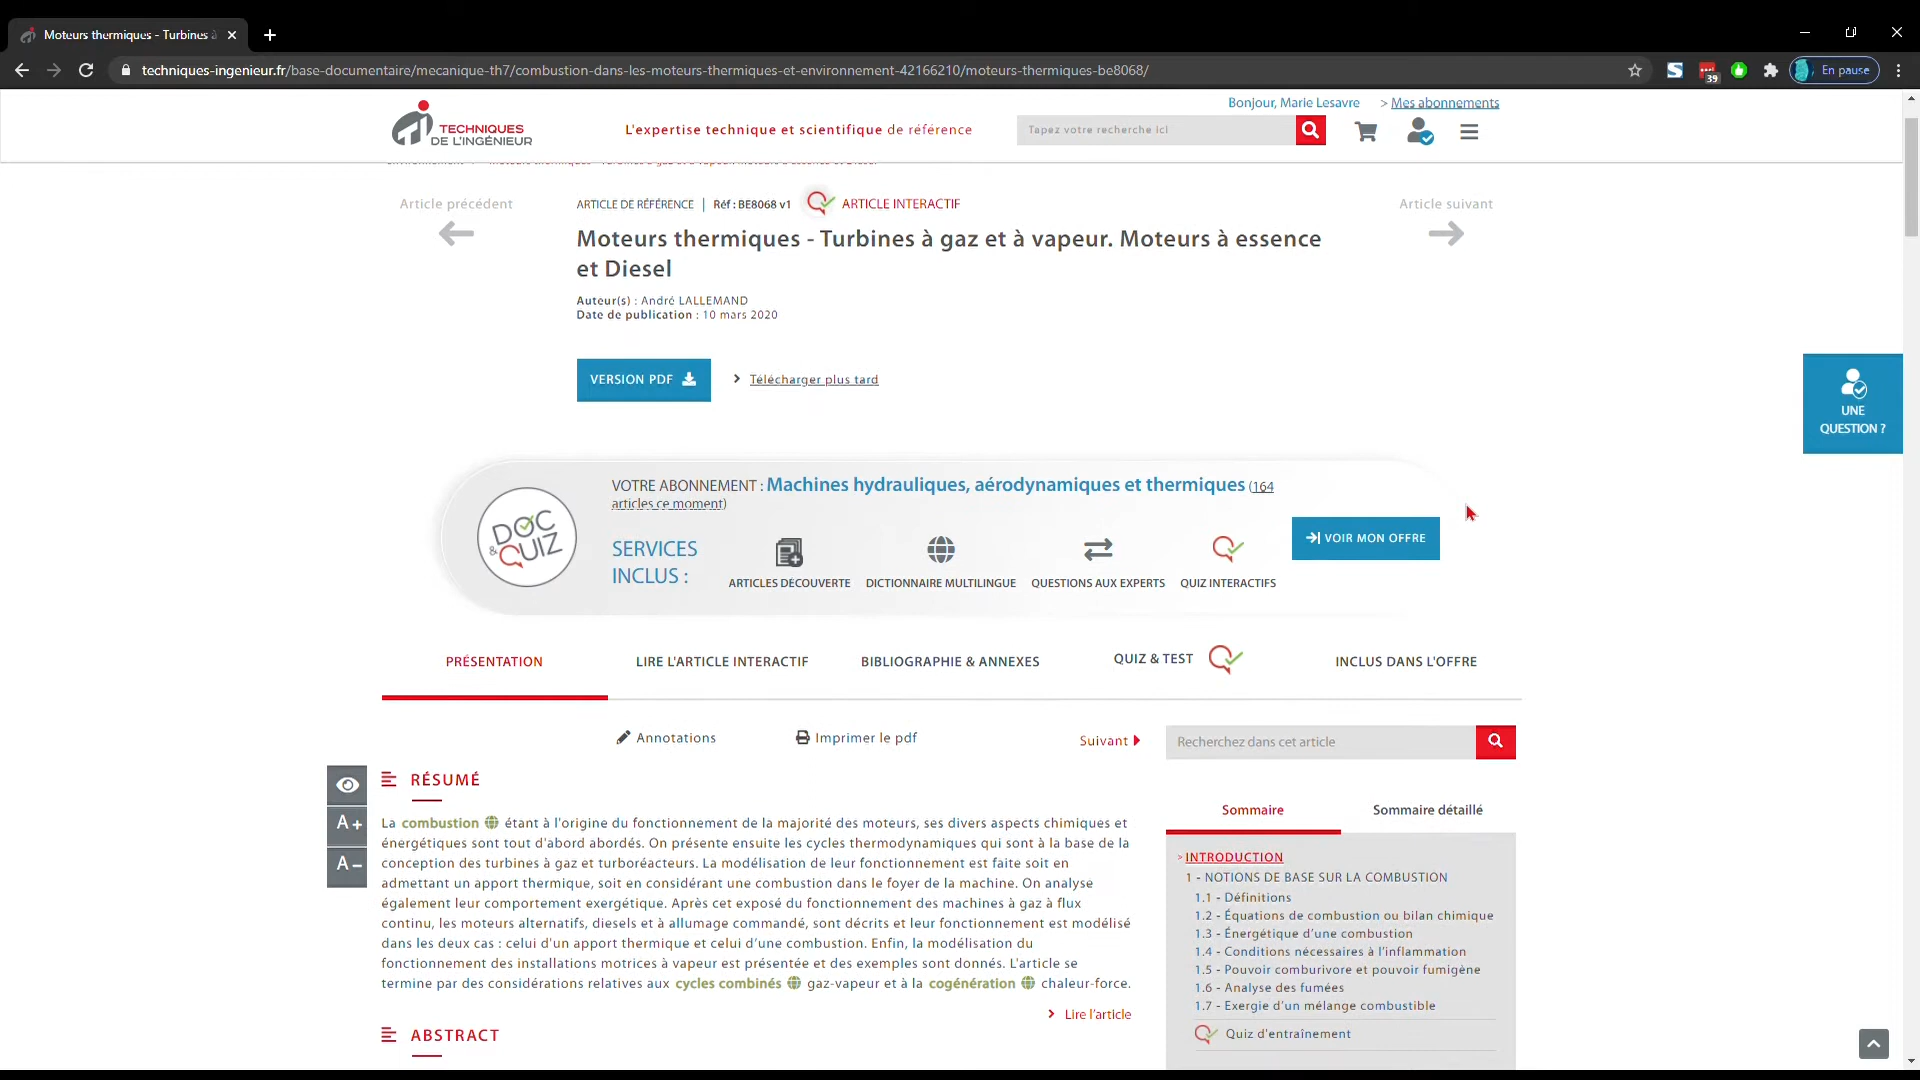 Moteurs thermiques - Turbines à
techniques-ingenieur.fr/base-documentaire/mecanique-th7/combustion-dans-les-moteurs-thermiques-et-environnement-42166210/moteurs-thermiques-be8068/
39
En pause
Bonjour, Marie Lesavre > Mes abonnements
TECHNIQUES
DE L'INGÉNIEUR
L'expertise technique et scientifique de référence
Tapez votre recherche ici
Article précédent
ARTICLE DE RÉFÉRENCE | Réf : BE8068 v1 ARTICLE INTERACTIF
Article suivant
Moteurs thermiques - Turbines à gaz et à vapeur. Moteurs à essence
et Diesel
Auteur(s) : André LALLEMAND
Date de publication : 10 mars 2020
VERSION PDF
Télécharger plus tard
UNE
QUESTION ?
DOC
& QUIZ
VOTRE ABONNEMENT : Machines hydrauliques, aérodynamiques et thermiques (164
articles ce moment)
SERVICES
INCLUS :
ARTICLES DÉCOUVERTE
DICTIONNAIRE MULTILINGUE
QUESTIONS AUX EXPERTS
QUIZ INTERACTIFS
VOIR MON OFFRE
PRÉSENTATION
LIRE L'ARTICLE INTERACTIF
BIBLIOGRAPHIE & ANNEXES
QUIZ & TEST
INCLUS DANS L'OFFRE
Annotations
Imprimer le pdf
Suivant
Recherchez dans cet article
A+
A-
RÉSUMÉ
La combustion étant à l'origine du fonctionnement de la majorité des moteurs, ses divers aspects chimiques et
énergétiques sont tout d'abord abordés. On présente ensuite les cycles thermodynamiques qui sont à la base de la
conception des turbines à gaz et turboréacteurs. La modélisation de leur fonctionnement est faite soit en
admettant un apport thermique, soit en considérant une combustion dans le foyer de la machine. On analyse
également leur comportement exergétique. Après cet exposé du fonctionnement des machines à gaz à flux
continu, les moteurs alternatifs, diesels et à allumage commandé, sont décrits et leur fonctionnement est modélisé
dans les deux cas : celui d'un apport thermique et celui d'une combustion. Enfin, la modélisation du
fonctionnement des installations motrices à vapeur est présentée et des exemples sont donnés. L'article se
termine par des considérations relatives aux cycles combinés gaz-vapeur et à la cogénération chaleur-force.
Lire l'article
ABSTRACT
Sommaire
Sommaire détaillé
> INTRODUCTION
1 - NOTIONS DE BASE SUR LA COMBUSTION
1.1 - Définitions
1.2 - Équations de combustion ou bilan chimique
1.3 - Énergétique d'une combustion
1.4 - Conditions nécessaires à l'inflammation
1.5 - Pouvoir comburivore et pouvoir fumigène
1.6 - Analyse des fumées
1.7 - Exergie d'un mélange combustible
Quiz d'entraînement